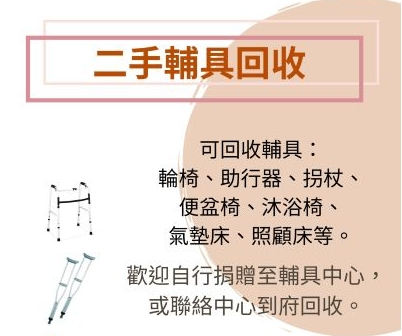 二手輔具回收
可回收輔具：
輪椅、助行器、拐杖、
便盆椅、沐浴椅、
氣墊床、照顧床等。
歡迎自行捐贈至輔具中心，
或聯絡中心到府回收。